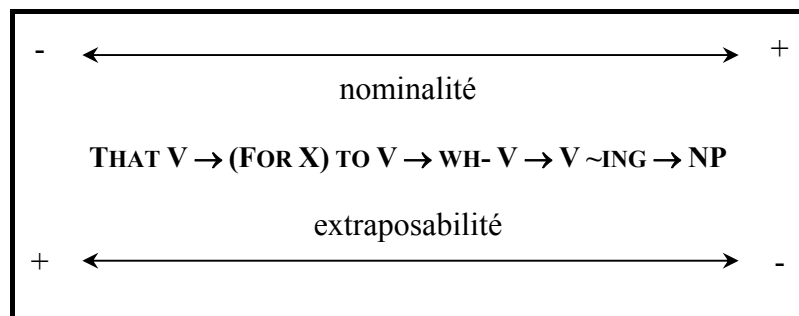 - +
nominalité
THAT V → (FOR X) TO V → WH- V → V ~ING → NP
extraposabilité
+ -